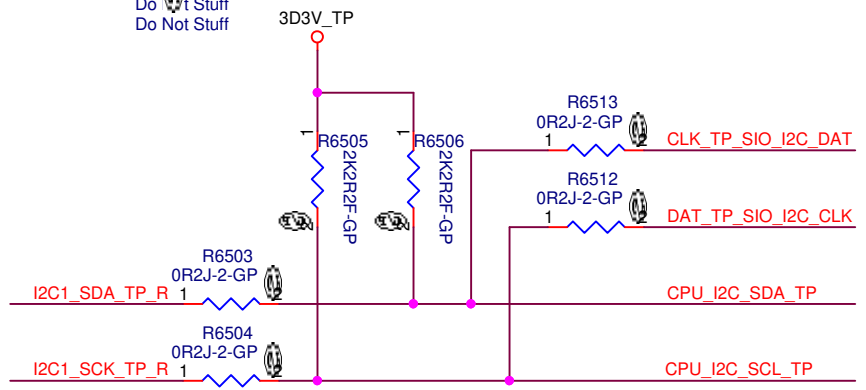 Do t Stuff
Do Not Stuff
3D3V_TP
R6513
0R2J-2-GP
1 2
CLK_TP_SIO_I2C_DAT
1
R6505
2K2R2F-GP
1
R6506
2K2R2F-GP
R6512
0R2J-2-GP
1 2
DAT_TP_SIO_I2C_CLK
R6503
0R2J-2-GP
I2C1_SDA_TP_R 1 2
CPU_I2C_SDA_TP
R6504
0R2J-2-GP
I2C1_SCK_TP_R 1 2
CPU_I2C_SCL_TP